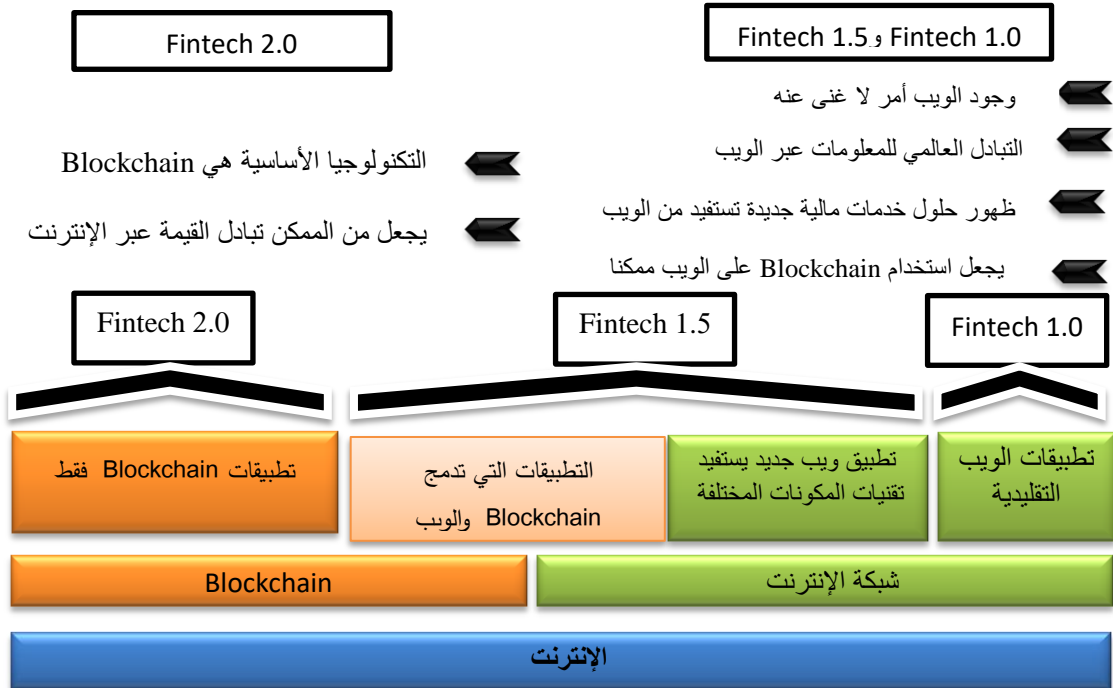 Fintech 1.0 و Fintech 1.5
وجود الويب أمر لا غنى عنه
التبادل العالمي للمعلومات عبر الويب
ظهور حلول خدمات مالية جديدة تستفيد من الويب
يجعل استخدام Blockchain على الويب ممكنا
Fintech 2.0
التكنولوجيا الأساسية هي Blockchain
يجعل من الممكن تبادل القيمة عبر الإنترنت
Fintech 1.0
Fintech 1.5
Fintech 2.0
تطبيقات الويب
التقليدية
تطبيق ويب جديد يستفيد
تقنيات المكونات المختلفة
التطبيقات التي تدمج
Blockchain والويب
تطبيقات Blockchain فقط
شبكة الإنترنت
Blockchain
الإنترنت